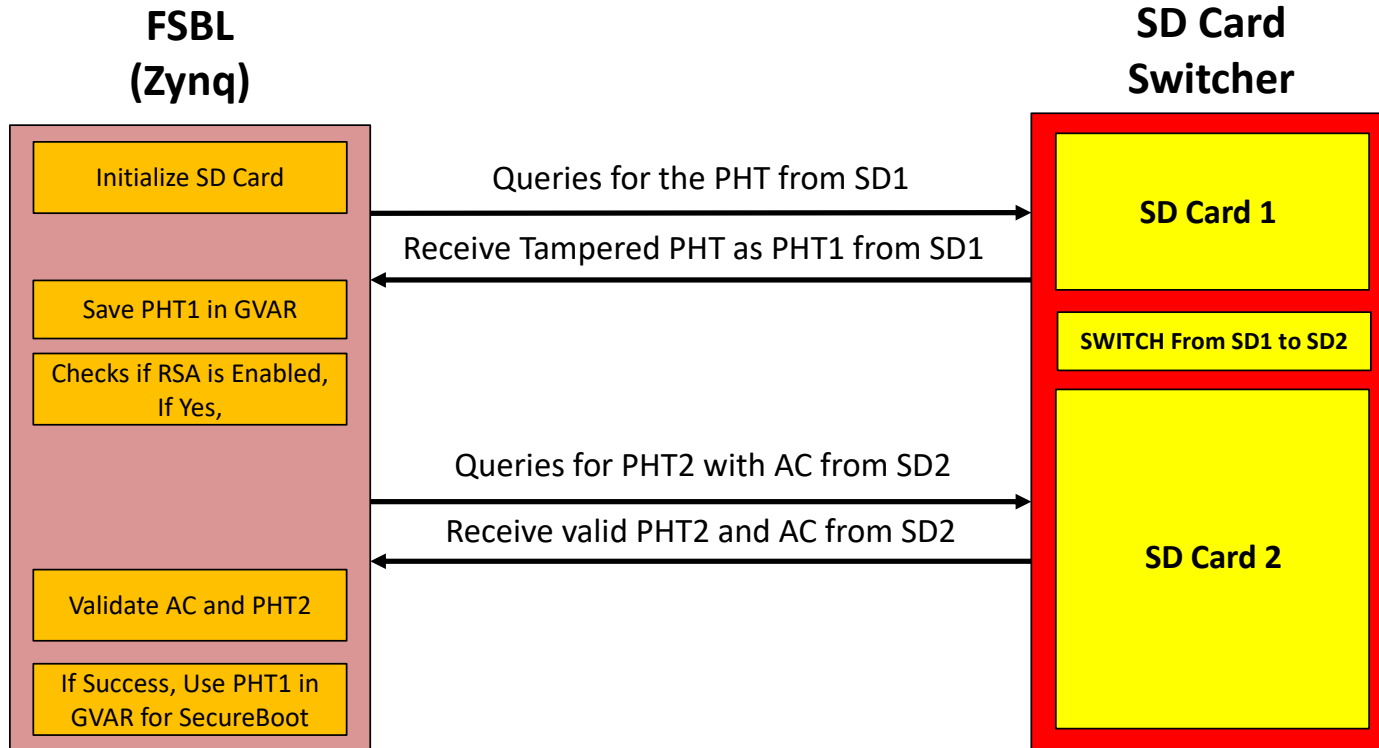 FSBL
(Zynq)
SD Card
Switcher
Initialize SD Card
Queries for the PHT from SD1
SD Card 1
Receive Tampered PHT as PHT1 from SD1
Save PHT1 in GVAR
SWITCH From SD1 to SD2
Checks if RSA is Enabled,
If Yes,
Queries for PHT2 with AC from SD2
Receive valid PHT2 and AC from SD2
SD Card 2
Validate AC and PHT2
If Success, Use PHT1 in
GVAR for SecureBoot